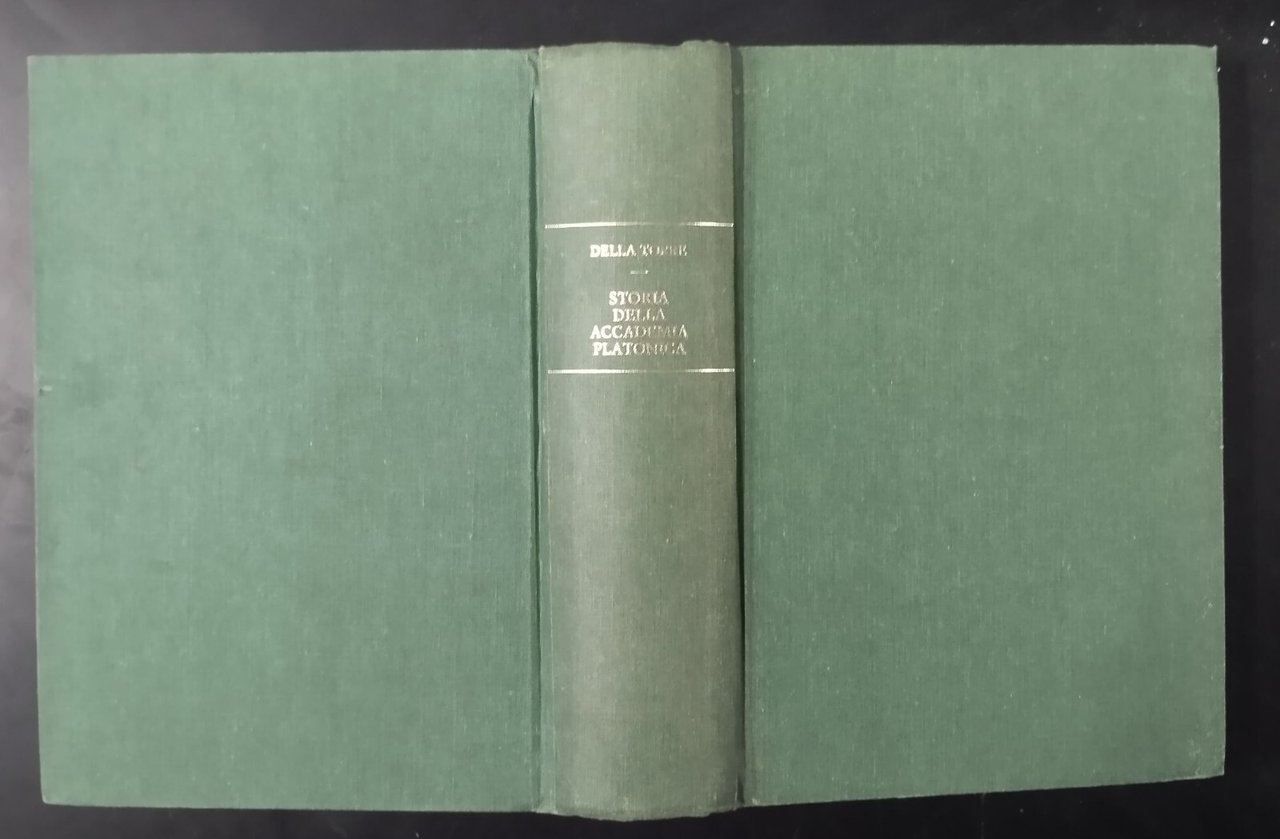 DELLA TORRE
STORIA
DELLA
ACCADEMIA
PLATONICA